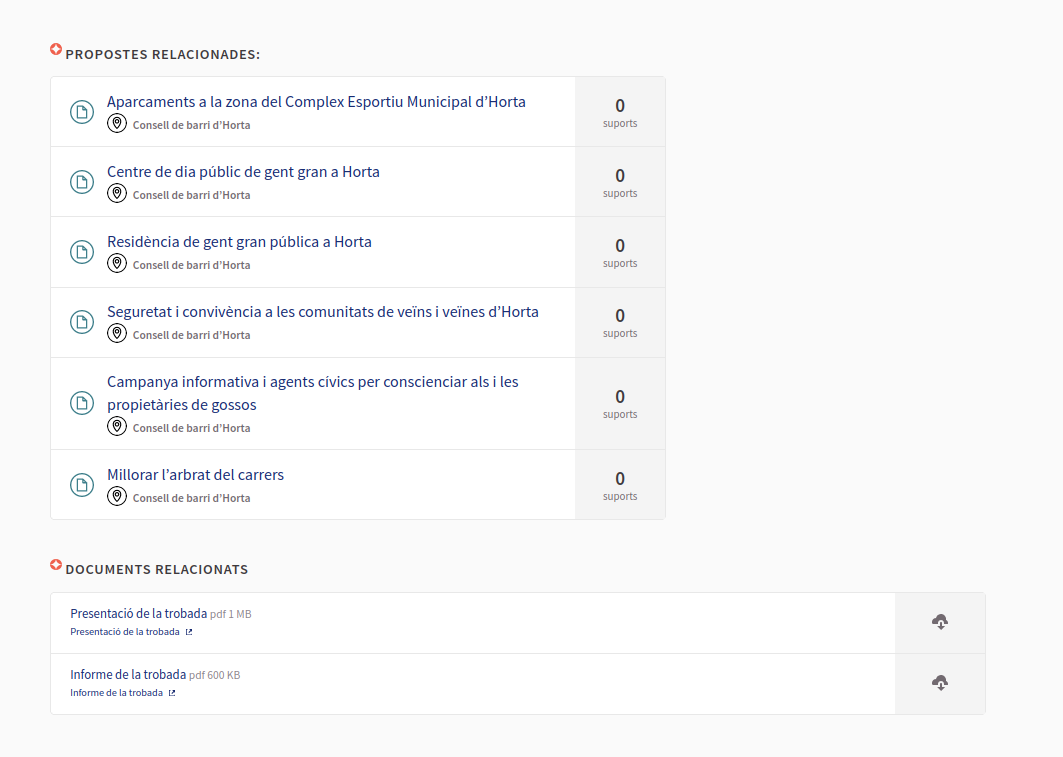 PROPOSTES RELACIONADES:
Aparcaments a la zona del Complex Esportiu Municipal d’Horta
Consell de barri d’Horta
0
suports
Centre de dia públic de gent gran a Horta
Consell de barri d’Horta
0
suports
Residència de gent gran pública a Horta
Consell de barri d’Horta
0
suports
Seguretat i convivència a les comunitats de veïns i veïnes d’Horta
Consell de barri d’Horta
0
suports
Campanya informativa i agents cívics per conscienciar als i les
propietàries de gossos
Consell de barri d’Horta
0
suports
Millorar l’arbrat del carrers
Consell de barri d’Horta
0
suports
DOCUMENTS RELACIONATS
Presentació de la trobada pdf 1 MB
Presentació de la trobada
Informe de la trobada pdf 600 KB
Informe de la trobada